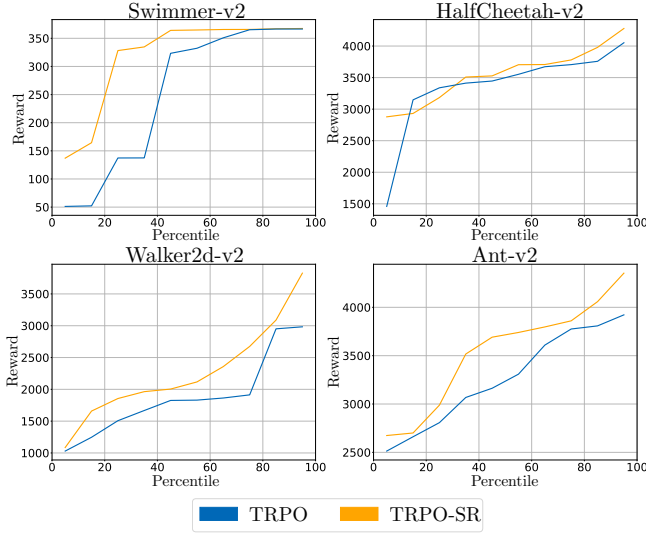 Swimmer-v2
Reward
350
300
250
200
150
100
50
0 20 40 60 80 100
Percentile
HalfCheetah-v2
Reward
4000
3500
3000
2500
2000
1500
0 20 40 60 80 100
Percentile
Walker2d-v2
Reward
3500
3000
2500
2000
1500
1000
0 20 40 60 80 100
Percentile
Ant-v2
Reward
4000
3500
3000
2500
0 20 40 60 80 100
Percentile
TRPO TRPO-SR